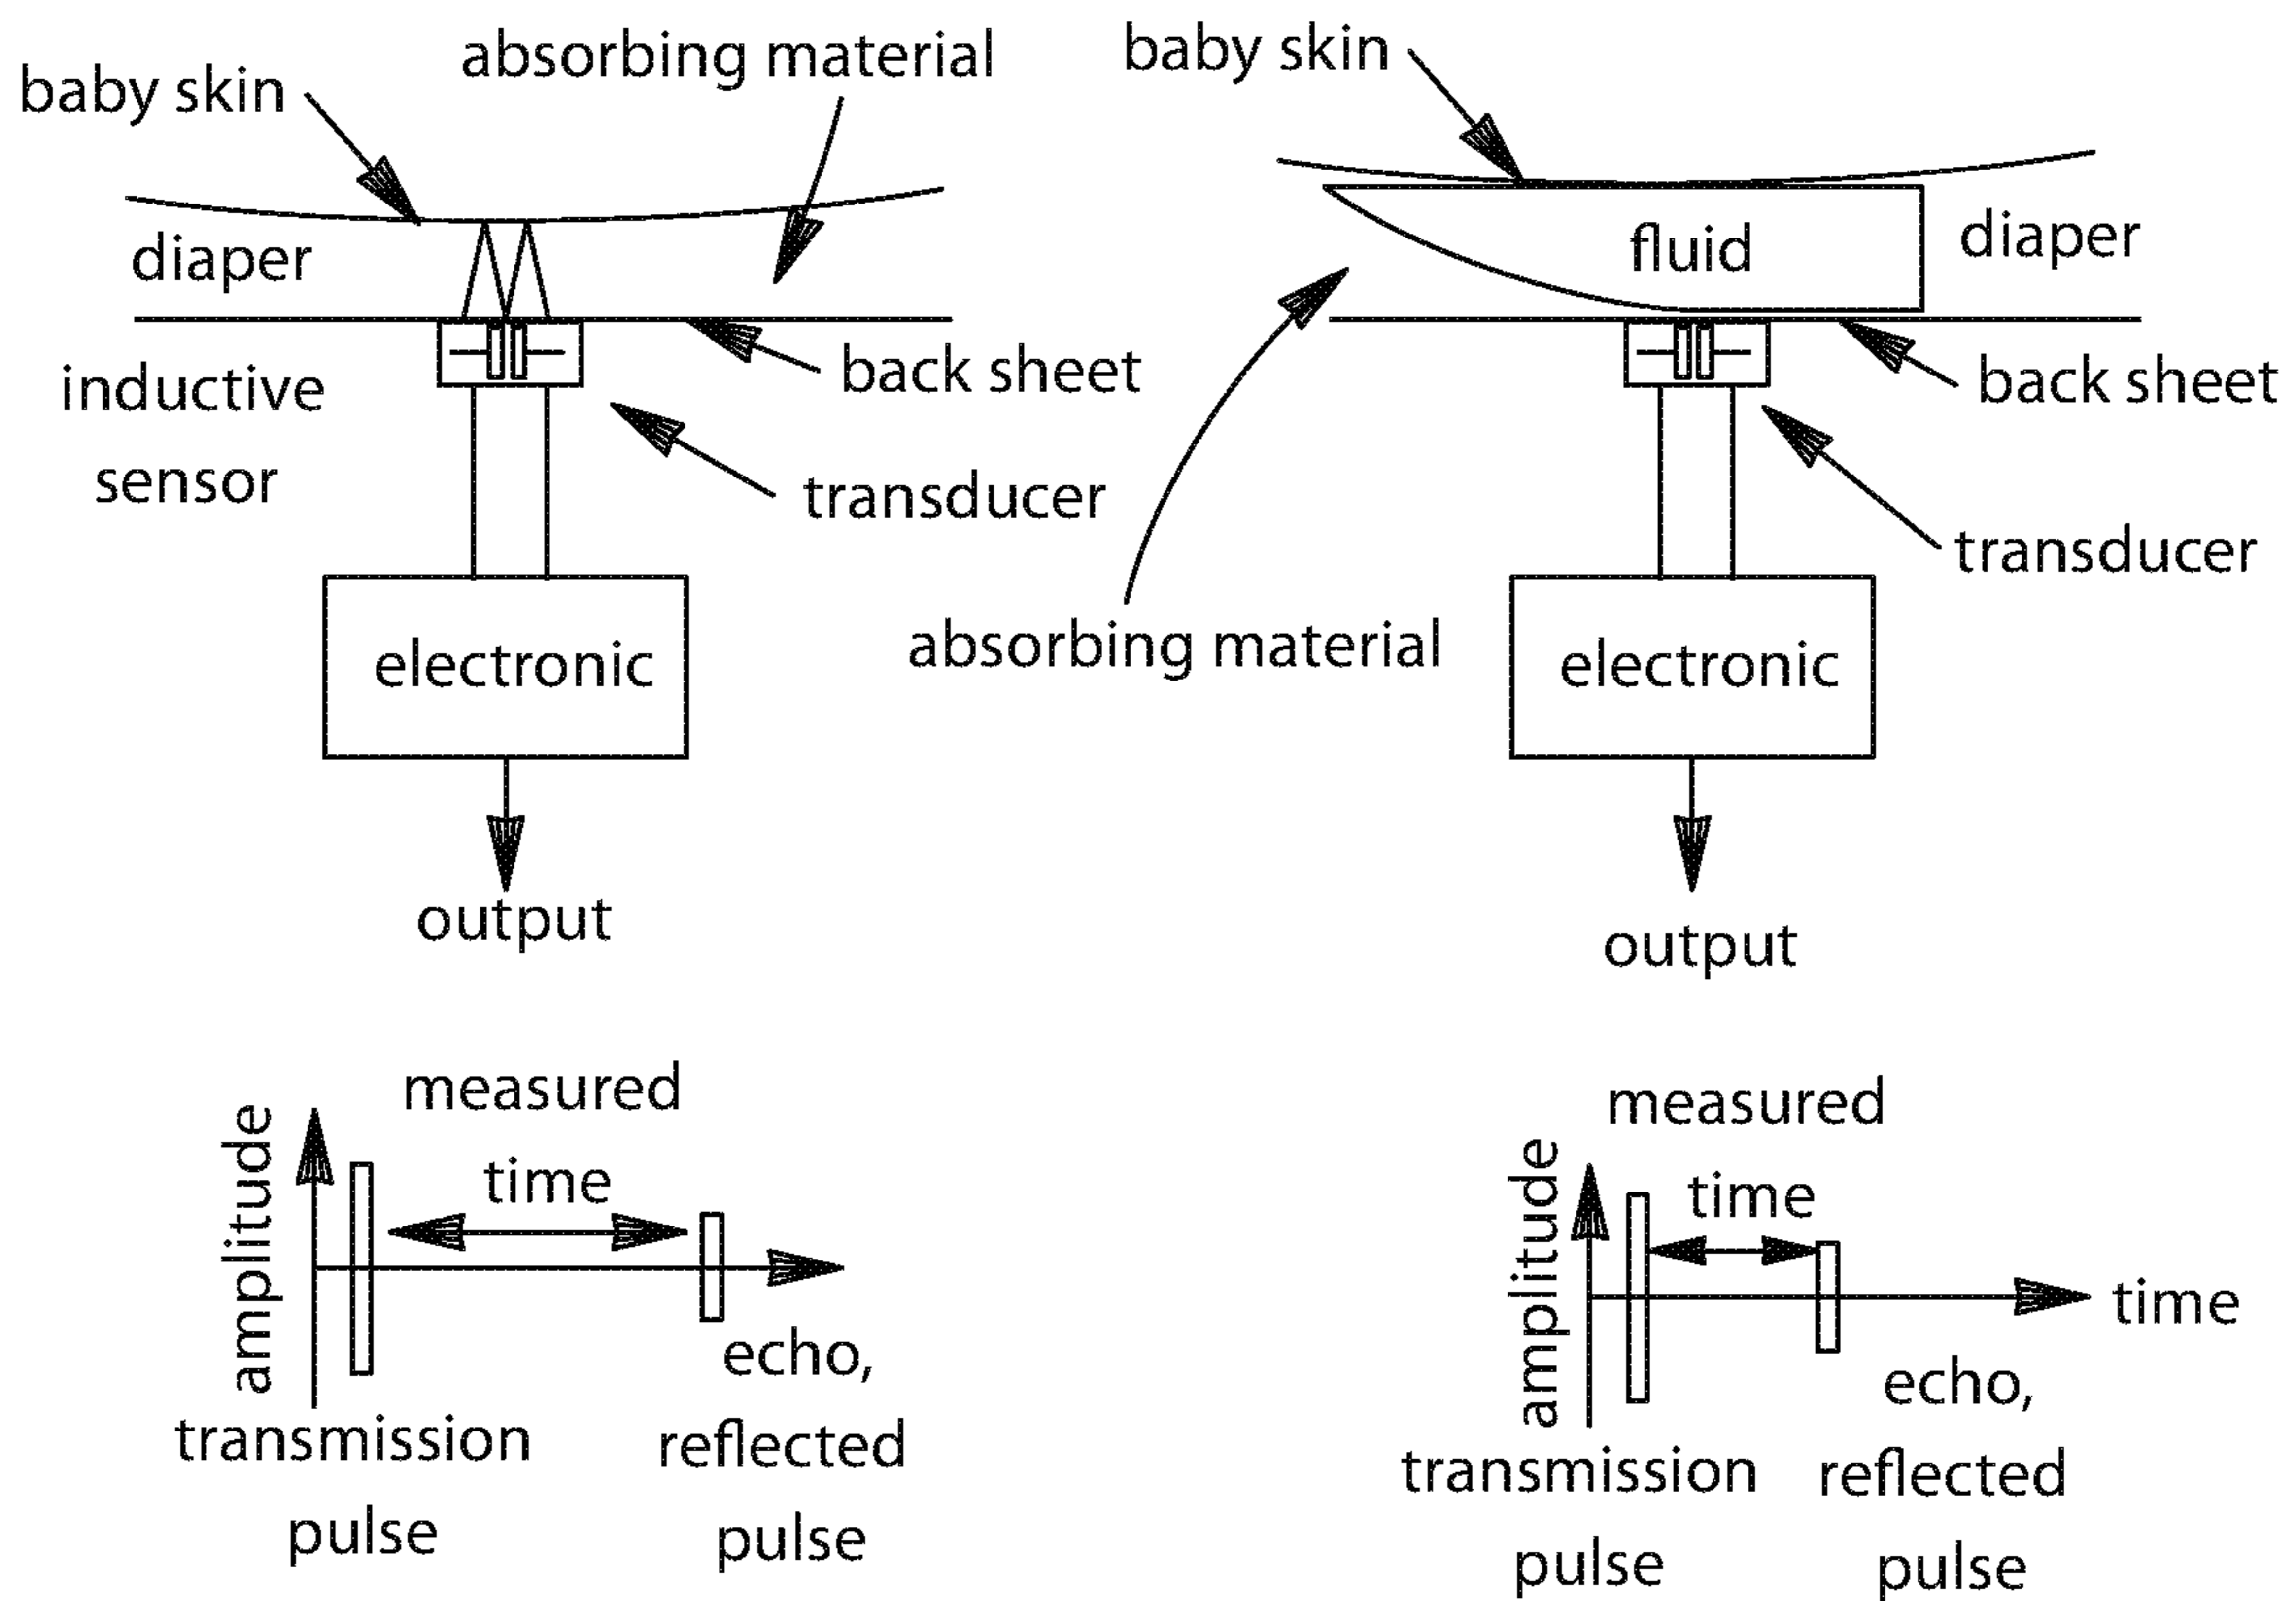 absorbing material
baby skin
diaper
inductive
sensor
back sheet
transducer
electronic
output
baby skin
fluid
diaper
back sheet
transducer
absorbing material
electronic
output
measured
time
amplitude
echo,
transmission
reflected
pulse
pulse
measured
time
amplitude
time
echo,
transmission
reflected
pulse
pulse